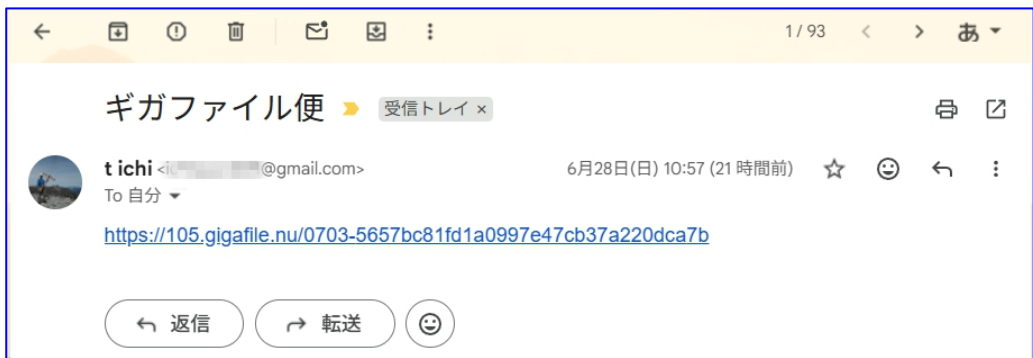 1 / 93 あ
ギガファイル便 受信トレイ ×
t ichi @gmail.com> 6月28日(日) 10:57 (21 時間前)
To 自分
https://105.gigafile.nu/0703-5657bc81fd1a0997e47cb37a220dca7b
返信 転送